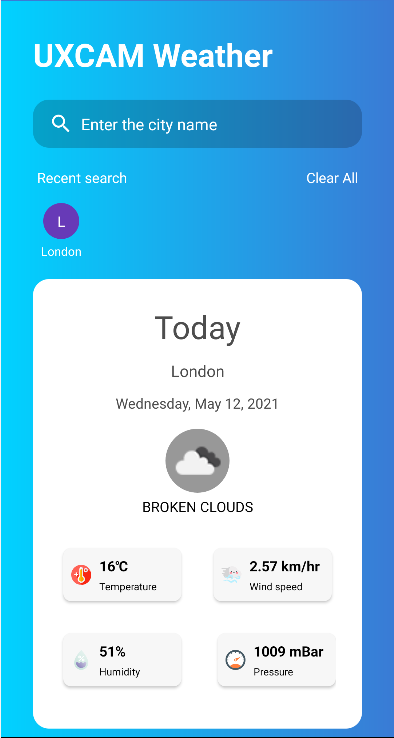 UXCAM Weather
Enter the city name
Recent search Clear All
L
London
Today
London
Wednesday, May 12, 2021
BROKEN CLOUDS
16℃ 2.57 km/hr
Temperature Wind speed
51% 1009 mBar
Humidity Pressure